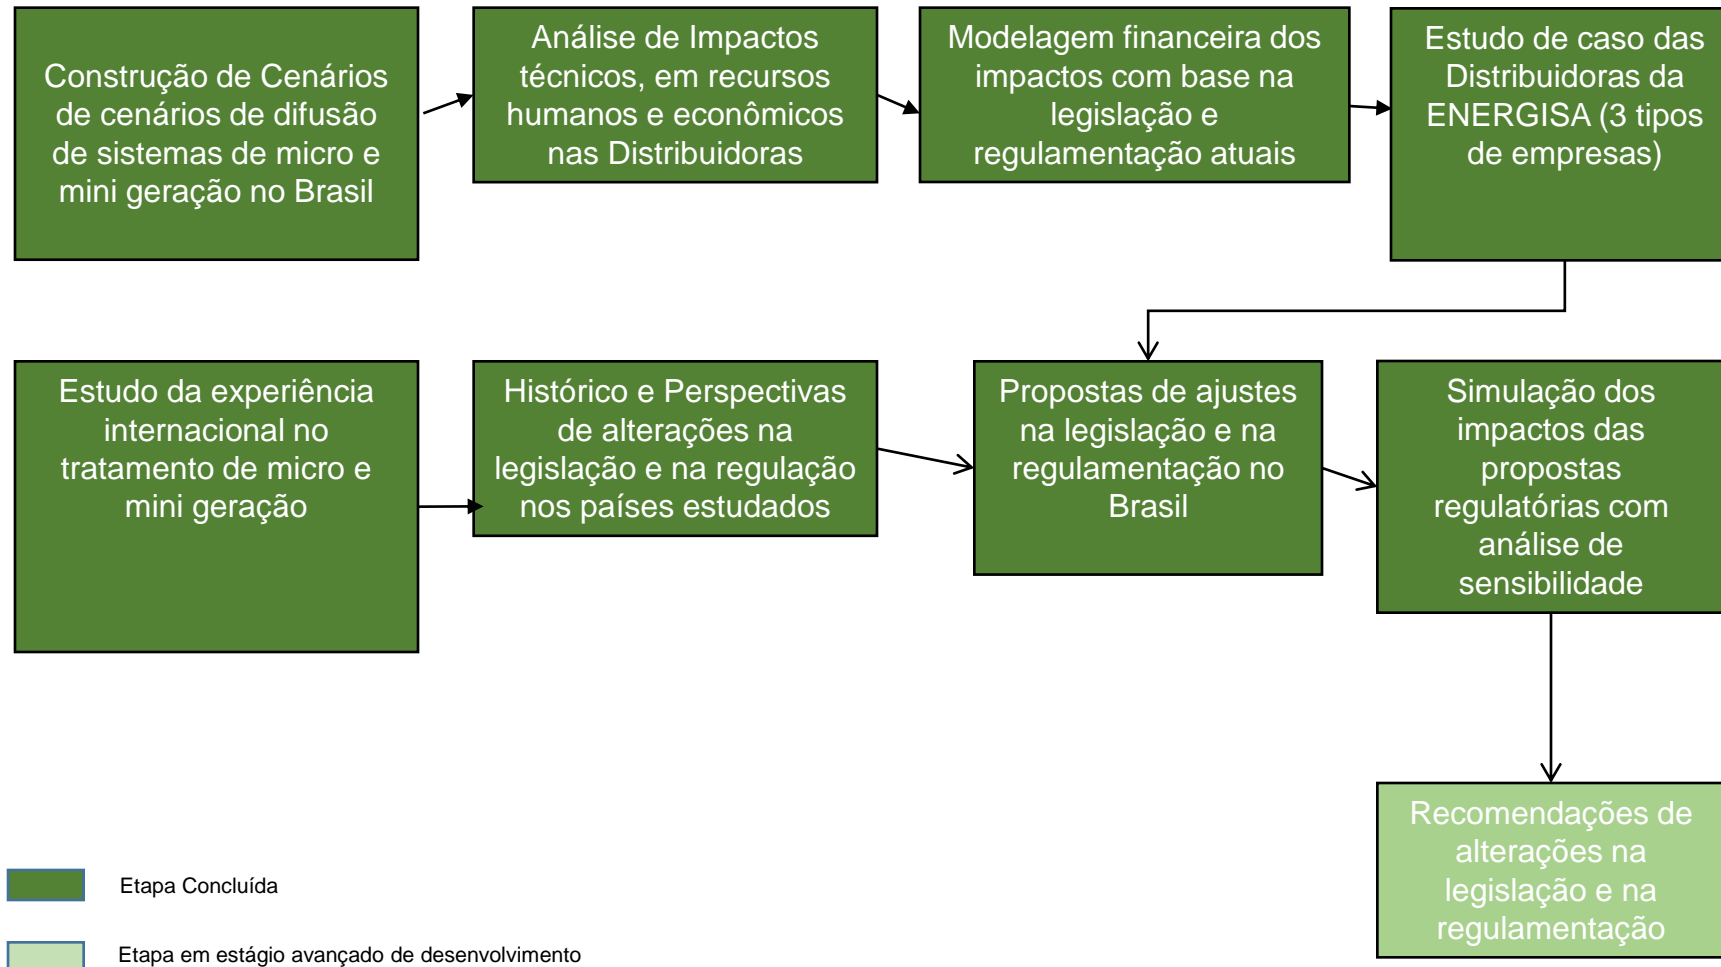 Construção de Cenários
de cenários de difusão
de sistemas de micro e
mini geração no Brasil
Análise de Impactos
técnicos, em recursos
humanos e econômicos
nas Distribuidoras
Modelagem financeira dos
impactos com base na
legislação e
regulamentação atuais
Estudo de caso das
Distribuidoras da
ENERGISA (3 tipos
de empresas)
Estudo da experiência
internacional no
tratamento de micro e
mini geração
Histórico e Perspectivas
de alterações na
legislação e na regulação
nos países estudados
Propostas de ajustes
na legislação e na
regulamentação no
Brasil
Simulação dos
impactos das
propostas
regulatórias com
análise de
sensibilidade
Recomendações de
alterações na
legislação e na
regulamentação
Etapa Concluída
Etapa em estágio avançado de desenvolvimento